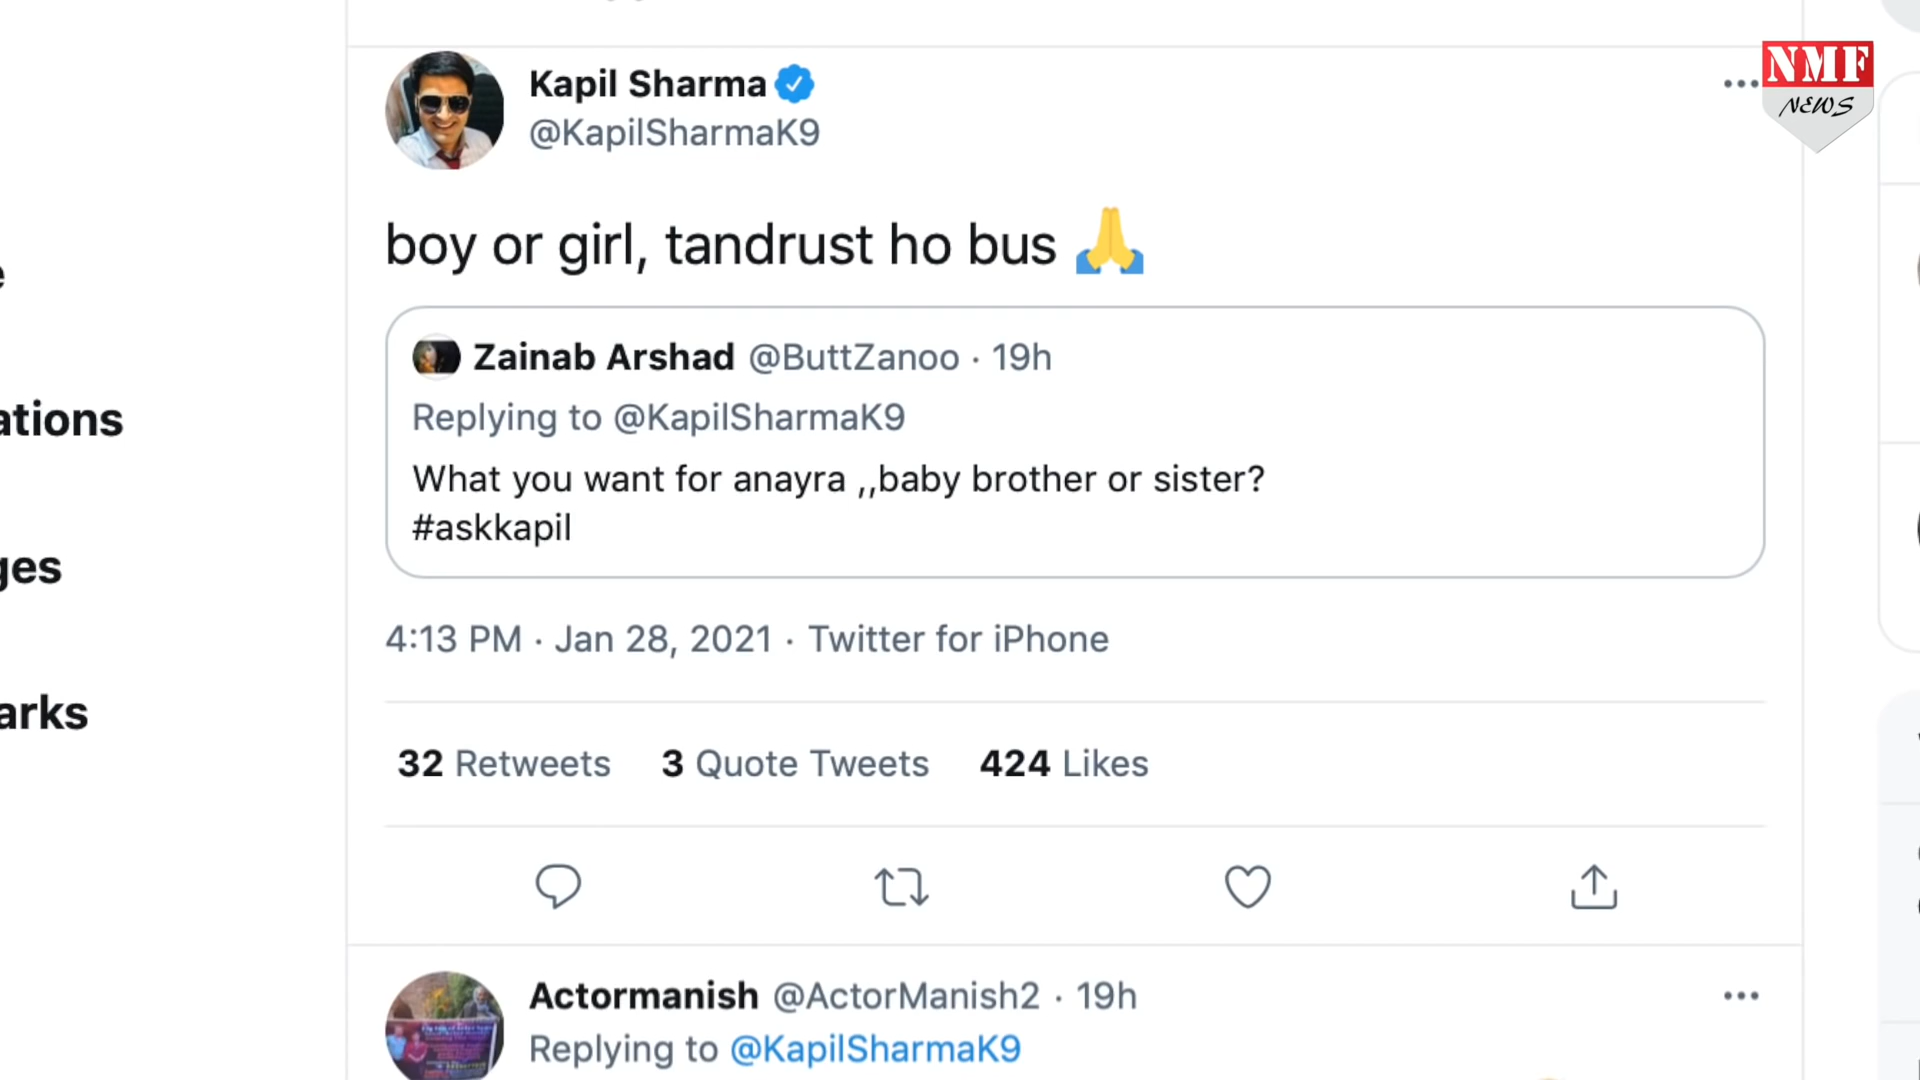 NMF
NEWS
Kapil Sharma
@KapilSharmaK9
boy or girl, tandrust ho bus 🙏
Zainab Arshad @ButtZanoo · 19h
Replying to @KapilSharmaK9
What you want for anayra ,,baby brother or sister?
#askkapil
4:13 PM · Jan 28, 2021 · Twitter for iPhone
32 Retweets 3 Quote Tweets 424 Likes
Actormanish @ActorManish2 · 19h
Replying to @KapilSharmaK9
ations
ges
arks